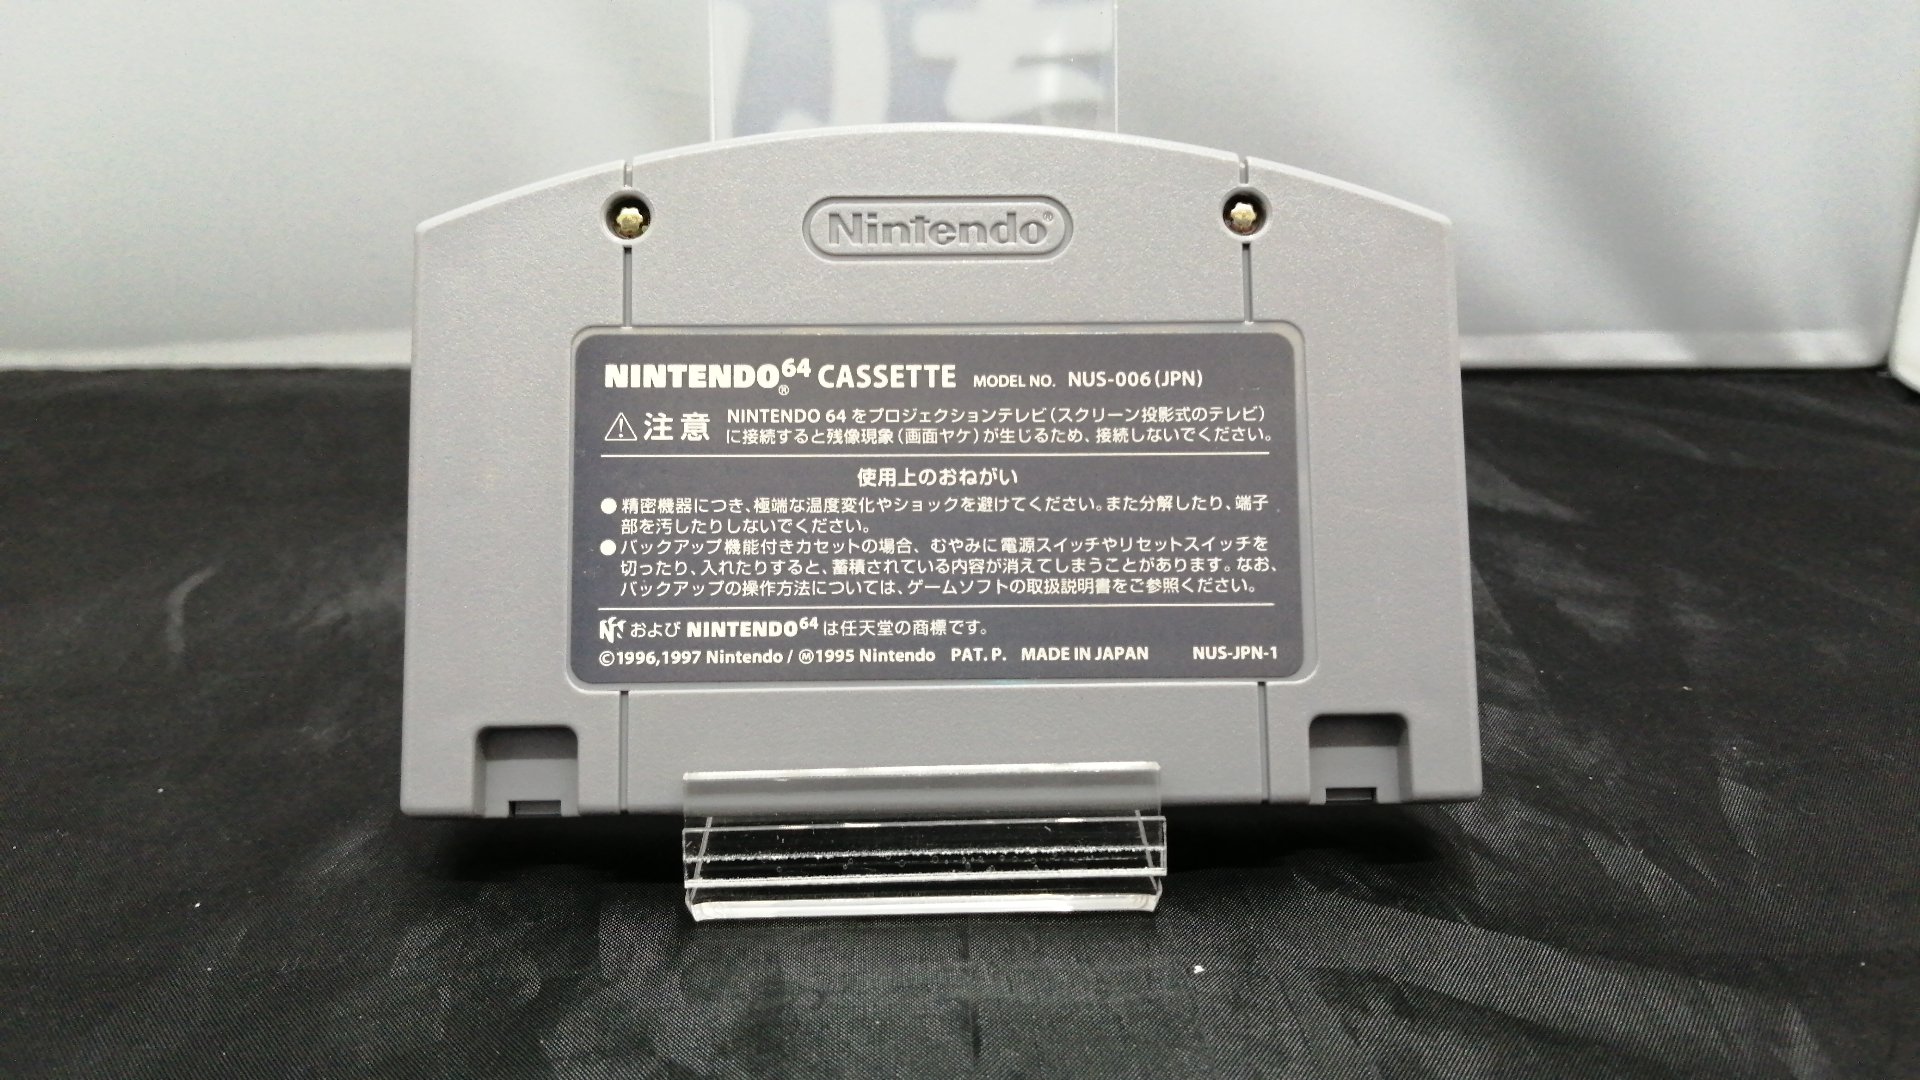 Nintendo®
NINTENDO64® CASSETTE MODEL NO. NUS-006(JPN)
⚠注意 NINTENDO 64をプロジェクションテレビ(スクリーン投影式のテレビ)
に接続すると残像現象(画面ヤケ)が生じるため、接続しないでください。
使用上のおねがい
●精密機器につき、極端な温度変化やショックを避けてください。また分解したり、端子
部を汚したりしないでください。
●バックアップ機能付きカセットの場合、むやみに電源スイッチやリセットスイッチを
切ったり、入れたりすると、蓄積されている内容が消えてしまうことがあります。なお、
バックアップの操作方法については、ゲームソフトの取扱説明書をご参照ください。
および NINTENDO64は任天堂の商標です。
©1996,1997 Nintendo / Ⓜ1995 Nintendo PAT. P. MADE IN JAPAN NUS-JPN-1